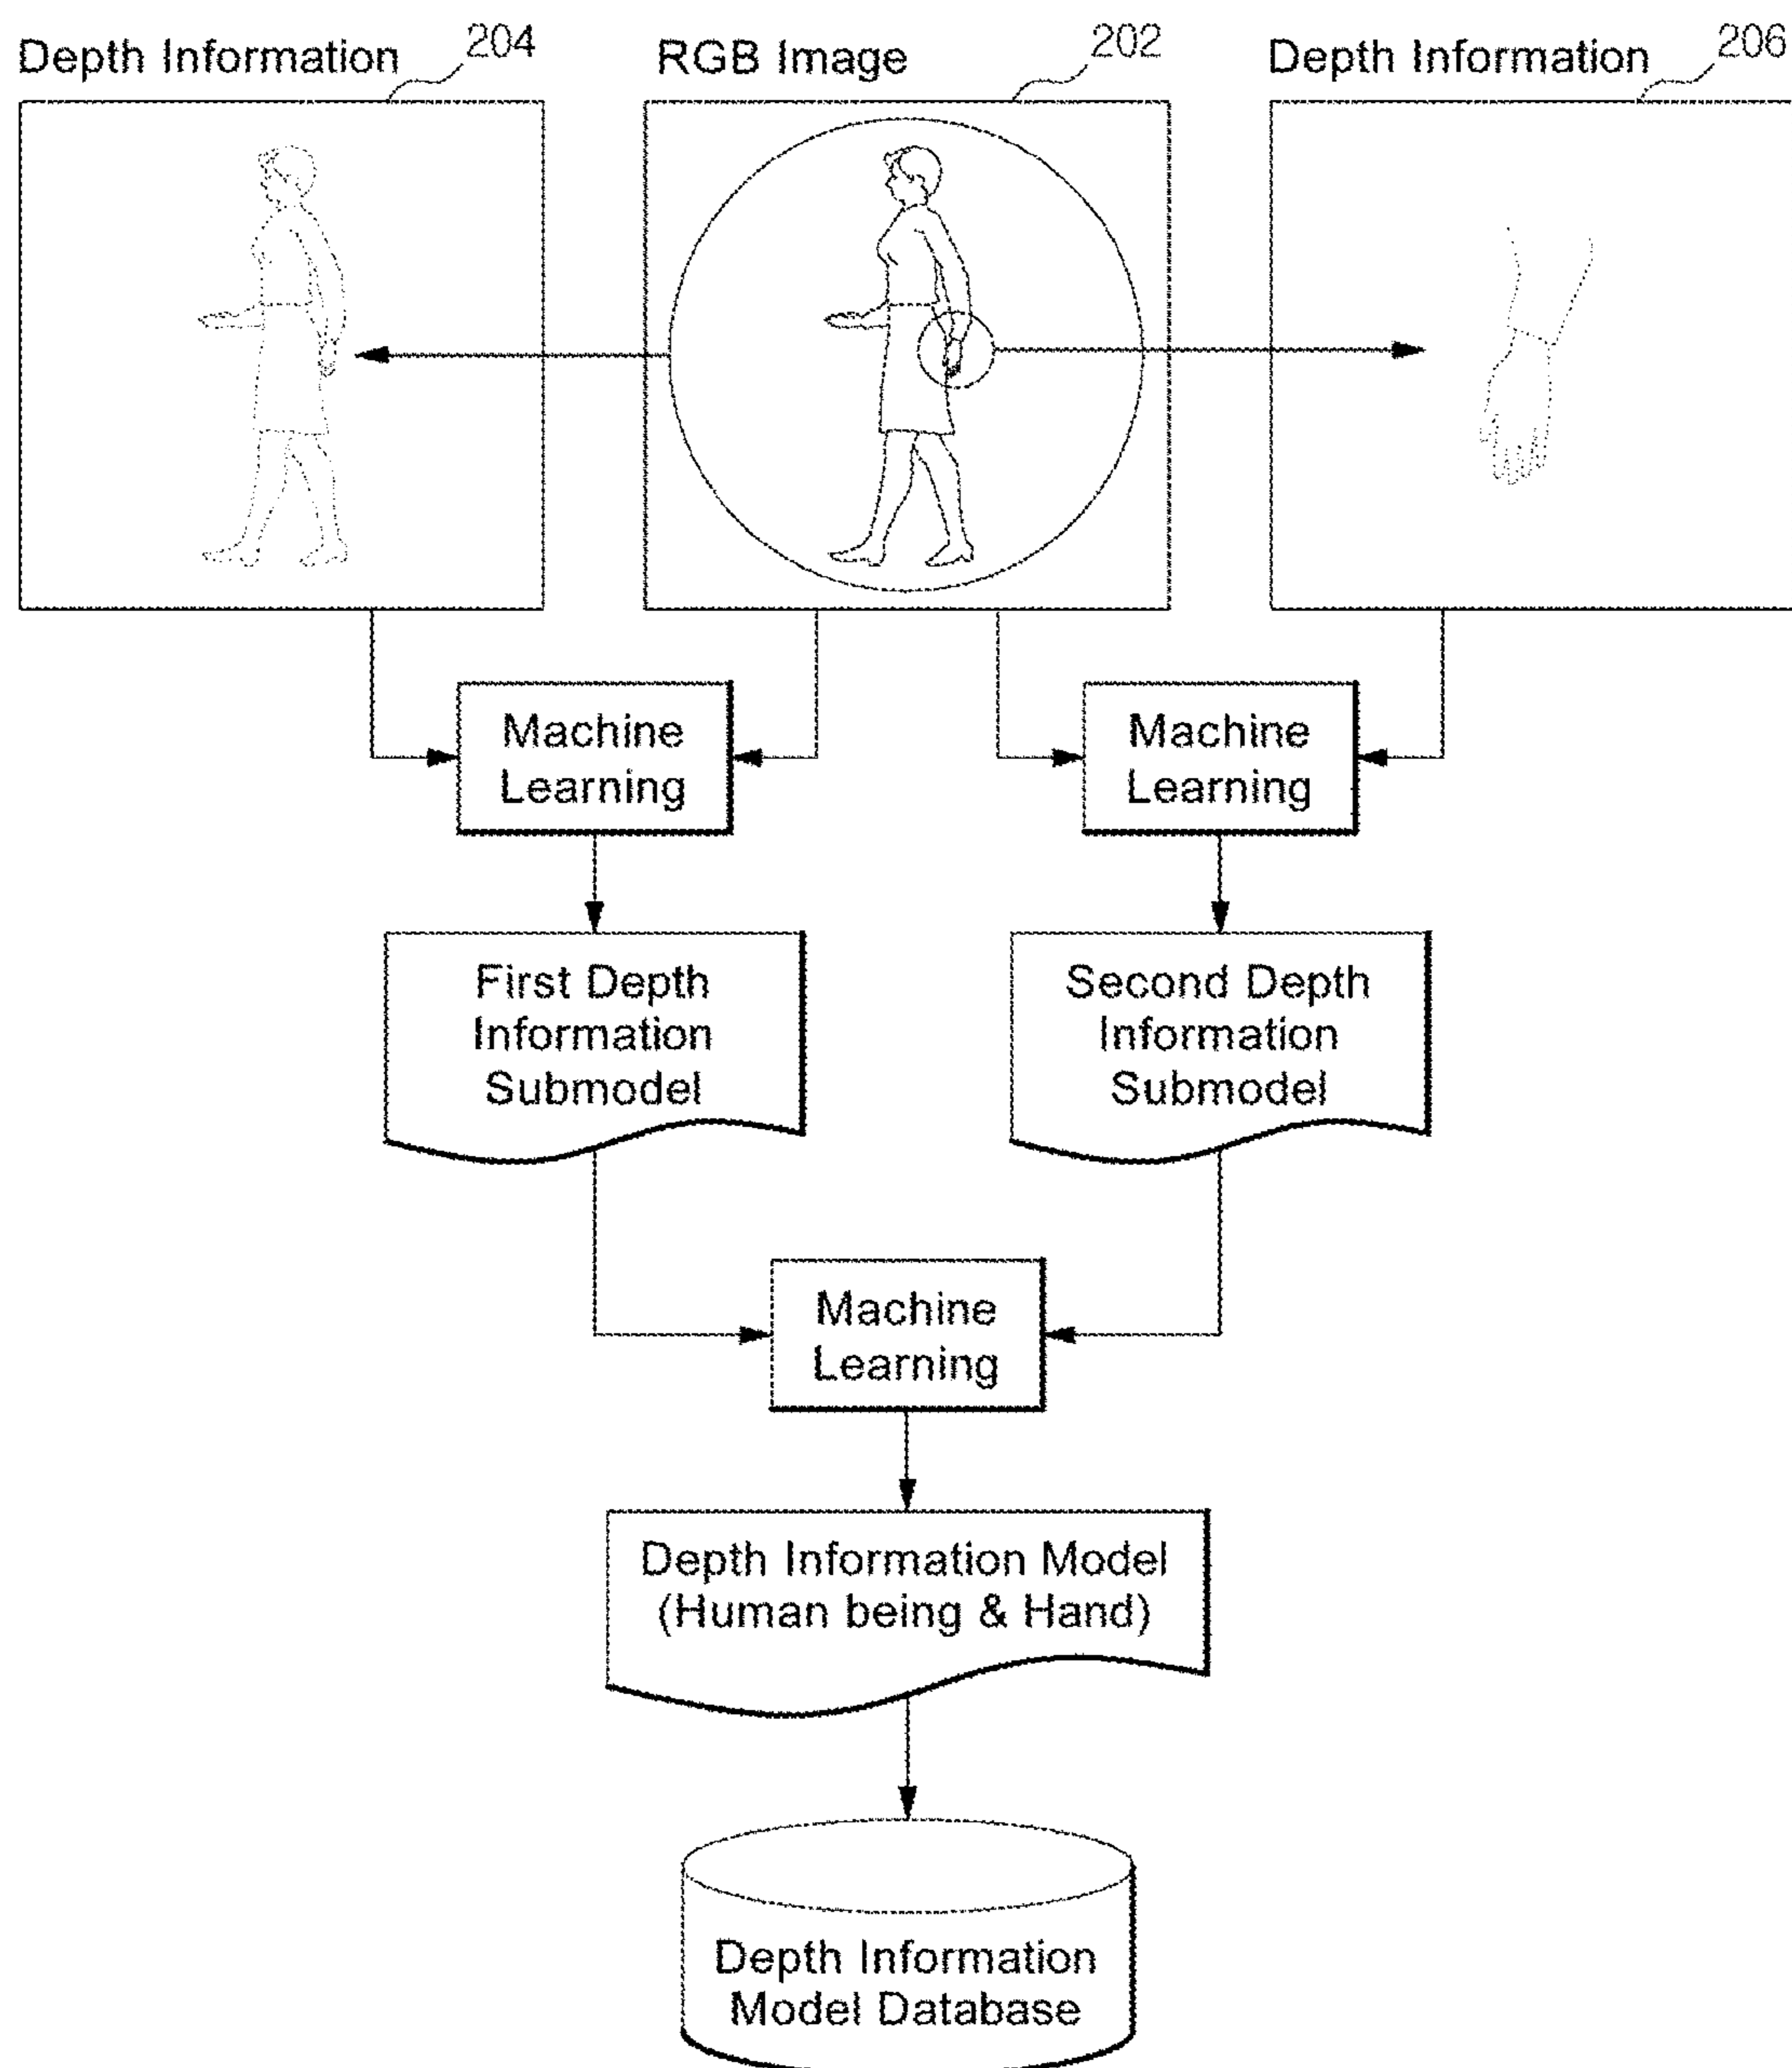 Depth Information 204
RGB Image 202
Depth Information 206
Machine
Learning
Machine
Learning
First Depth
Information
Submodel
Second Depth
Information
Submodel
Machine
Learning
Depth Information Model
(Human being & Hand)
Depth Information
Model Database